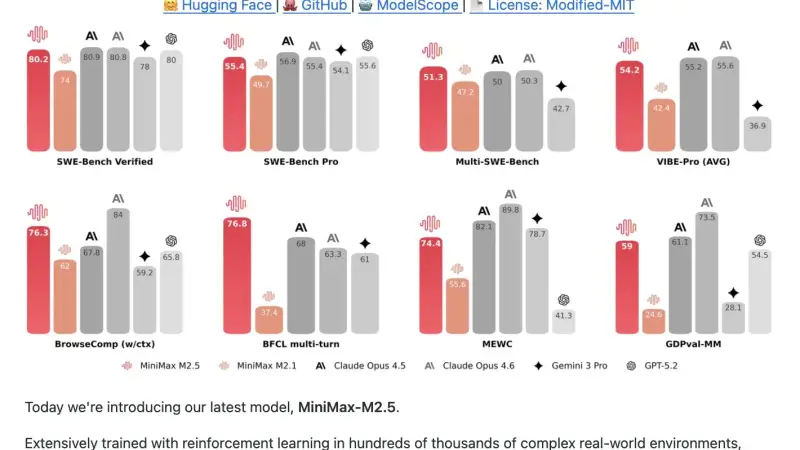 🤗 Hugging Face | 🐙 GitHub | 🤖 ModelScope | 📄 License: Modified-MIT
80.2 74 80.9 80.8 78 80
SWE-Bench Verified
55.4 49.7 56.9 55.4 54.1 55.6
SWE-Bench Pro
51.3 47.2 50 50.3 42.7
Multi-SWE-Bench
54.2 42.4 55.2 55.6 36.9
VIBE-Pro (AVG)
76.3 62 67.8 84 59.2 65.8
BrowseComp (w/ctx)
76.8 37.4 68 63.3 61
BFCL multi-turn
74.4 55.6 82.1 89.8 78.7 41.3
MEWC
59 24.6 61.1 73.5 28.1 54.5
GDPval-MM
MiniMax M2.5 MiniMax M2.1 Claude Opus 4.5 Claude Opus 4.6 Gemini 3 Pro GPT-5.2
Today we're introducing our latest model, MiniMax-M2.5.
Extensively trained with reinforcement learning in hundreds of thousands of complex real-world environments,